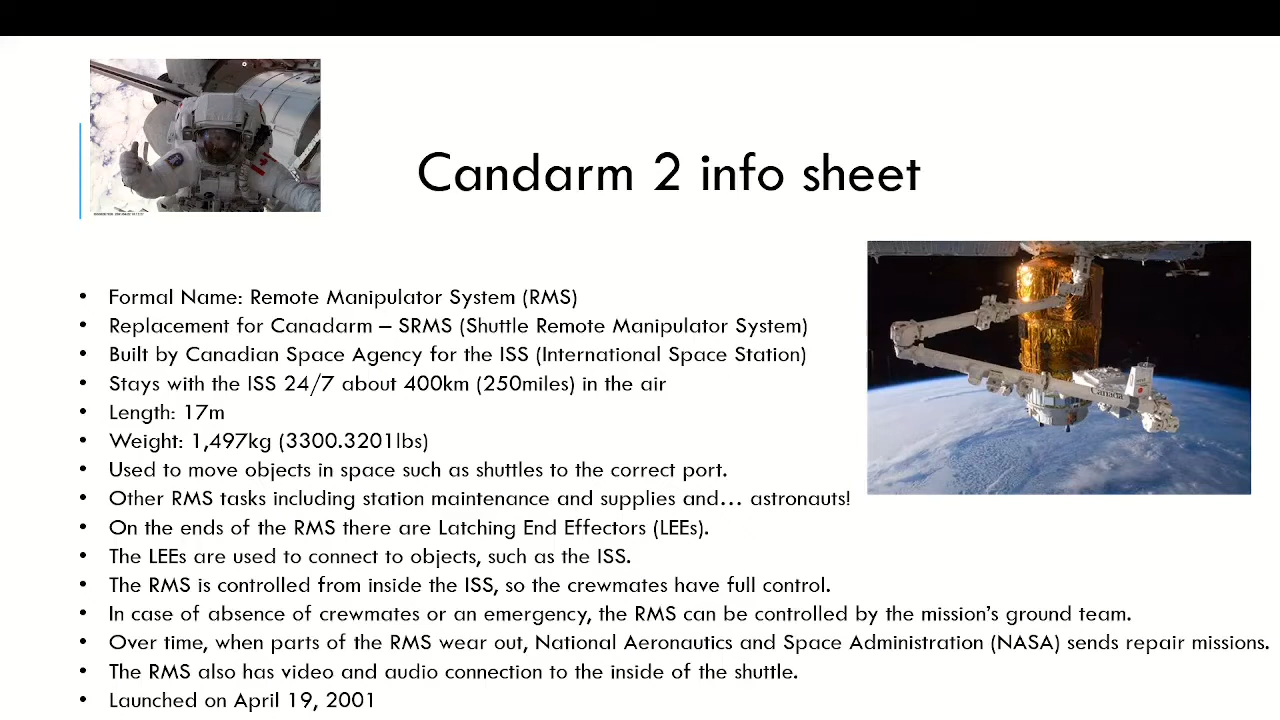 Candarm 2 info sheet
• Formal Name: Remote Manipulator System (RMS)
• Replacement for Canadarm – SRMS (Shuttle Remote Manipulator System)
• Built by Canadian Space Agency for the ISS (International Space Station)
• Stays with the ISS 24/7 about 400km (250miles) in the air
• Length: 17m
• Weight: 1,497kg (3300.3201lbs)
• Used to move objects in space such as shuttles to the correct port.
• Other RMS tasks including station maintenance and supplies and… astronauts!
• On the ends of the RMS there are Latching End Effectors (LEEs).
• The LEEs are used to connect to objects, such as the ISS.
• The RMS is controlled from inside the ISS, so the crewmates have full control.
• In case of absence of crewmates or an emergency, the RMS can be controlled by the mission's ground team.
• Over time, when parts of the RMS wear out, National Aeronautics and Space Administration (NASA) sends repair missions.
• The RMS also has video and audio connection to the inside of the shuttle.
• Launched on April 19, 2001
Canada